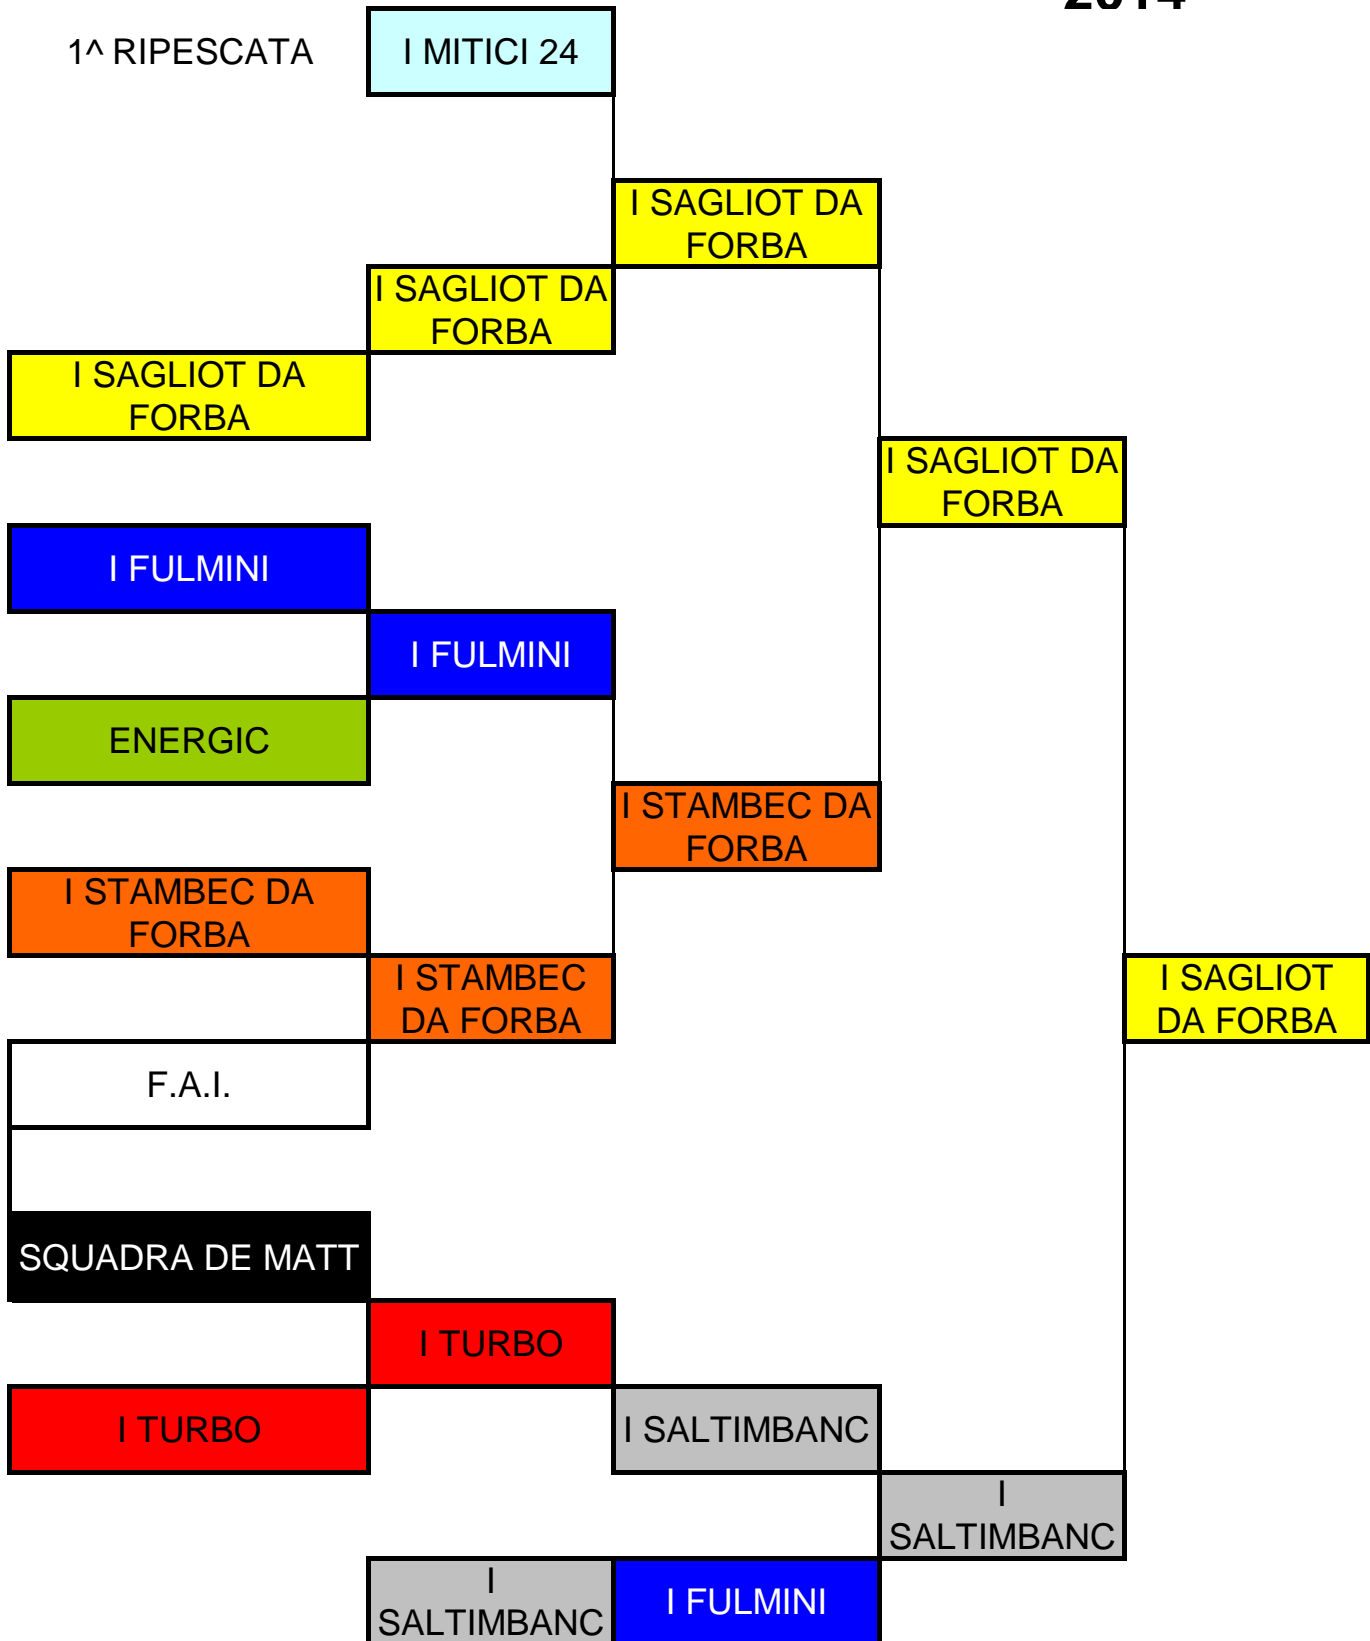 2014
1^ RIPESCATA
I MITICI 24
I SAGLIOT DA
FORBA
I SAGLIOT DA
FORBA
I SAGLIOT DA
FORBA
I SAGLIOT DA
FORBA
I FULMINI
I FULMINI
ENERGIC
I STAMBEC DA
FORBA
I STAMBEC DA
FORBA
I STAMBEC
DA FORBA
I SAGLIOT
DA FORBA
F.A.I.
SQUADRA DE MATT
I TURBO
I TURBO
I SALTIMBANC
I
SALTIMBANC
I
SALTIMBANC
I FULMINI